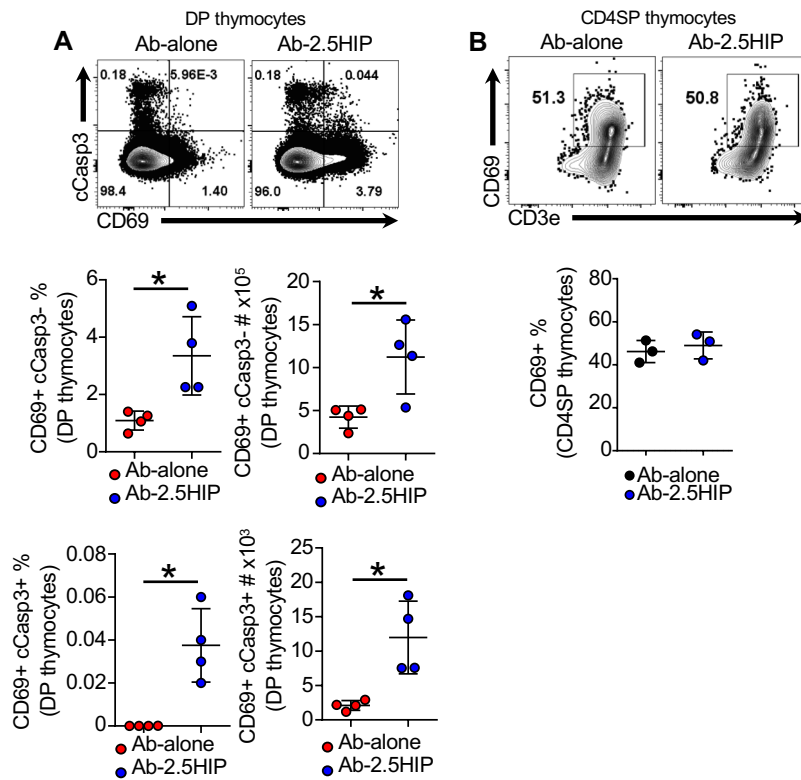 DP thymocytes
A
Ab-alone
Ab-2.5HIP
0.18
5.96E-3
98.4
1.40
0.18
0.044
96.0
3.79
cCasp3
CD69
CD4SP thymocytes
B
Ab-alone
Ab-2.5HIP
51.3
50.8
CD69
CD3e
CD69+ cCasp3- %
(DP thymocytes)
6
4
2
0
*
Ab-alone
Ab-2.5HIP
CD69+ cCasp3- # x10⁵
(DP thymocytes)
20
15
10
5
0
*
Ab-alone
Ab-2.5HIP
CD69+ %
(CD4SP thymocytes)
80
60
40
20
0
Ab-alone
Ab-2.5HIP
CD69+ cCasp3+ %
(DP thymocytes)
0.08
0.06
0.04
0.02
0
*
Ab-alone
Ab-2.5HIP
CD69+ cCasp3+ # x10³
(DP thymocytes)
25
20
15
10
5
0
*
Ab-alone
Ab-2.5HIP